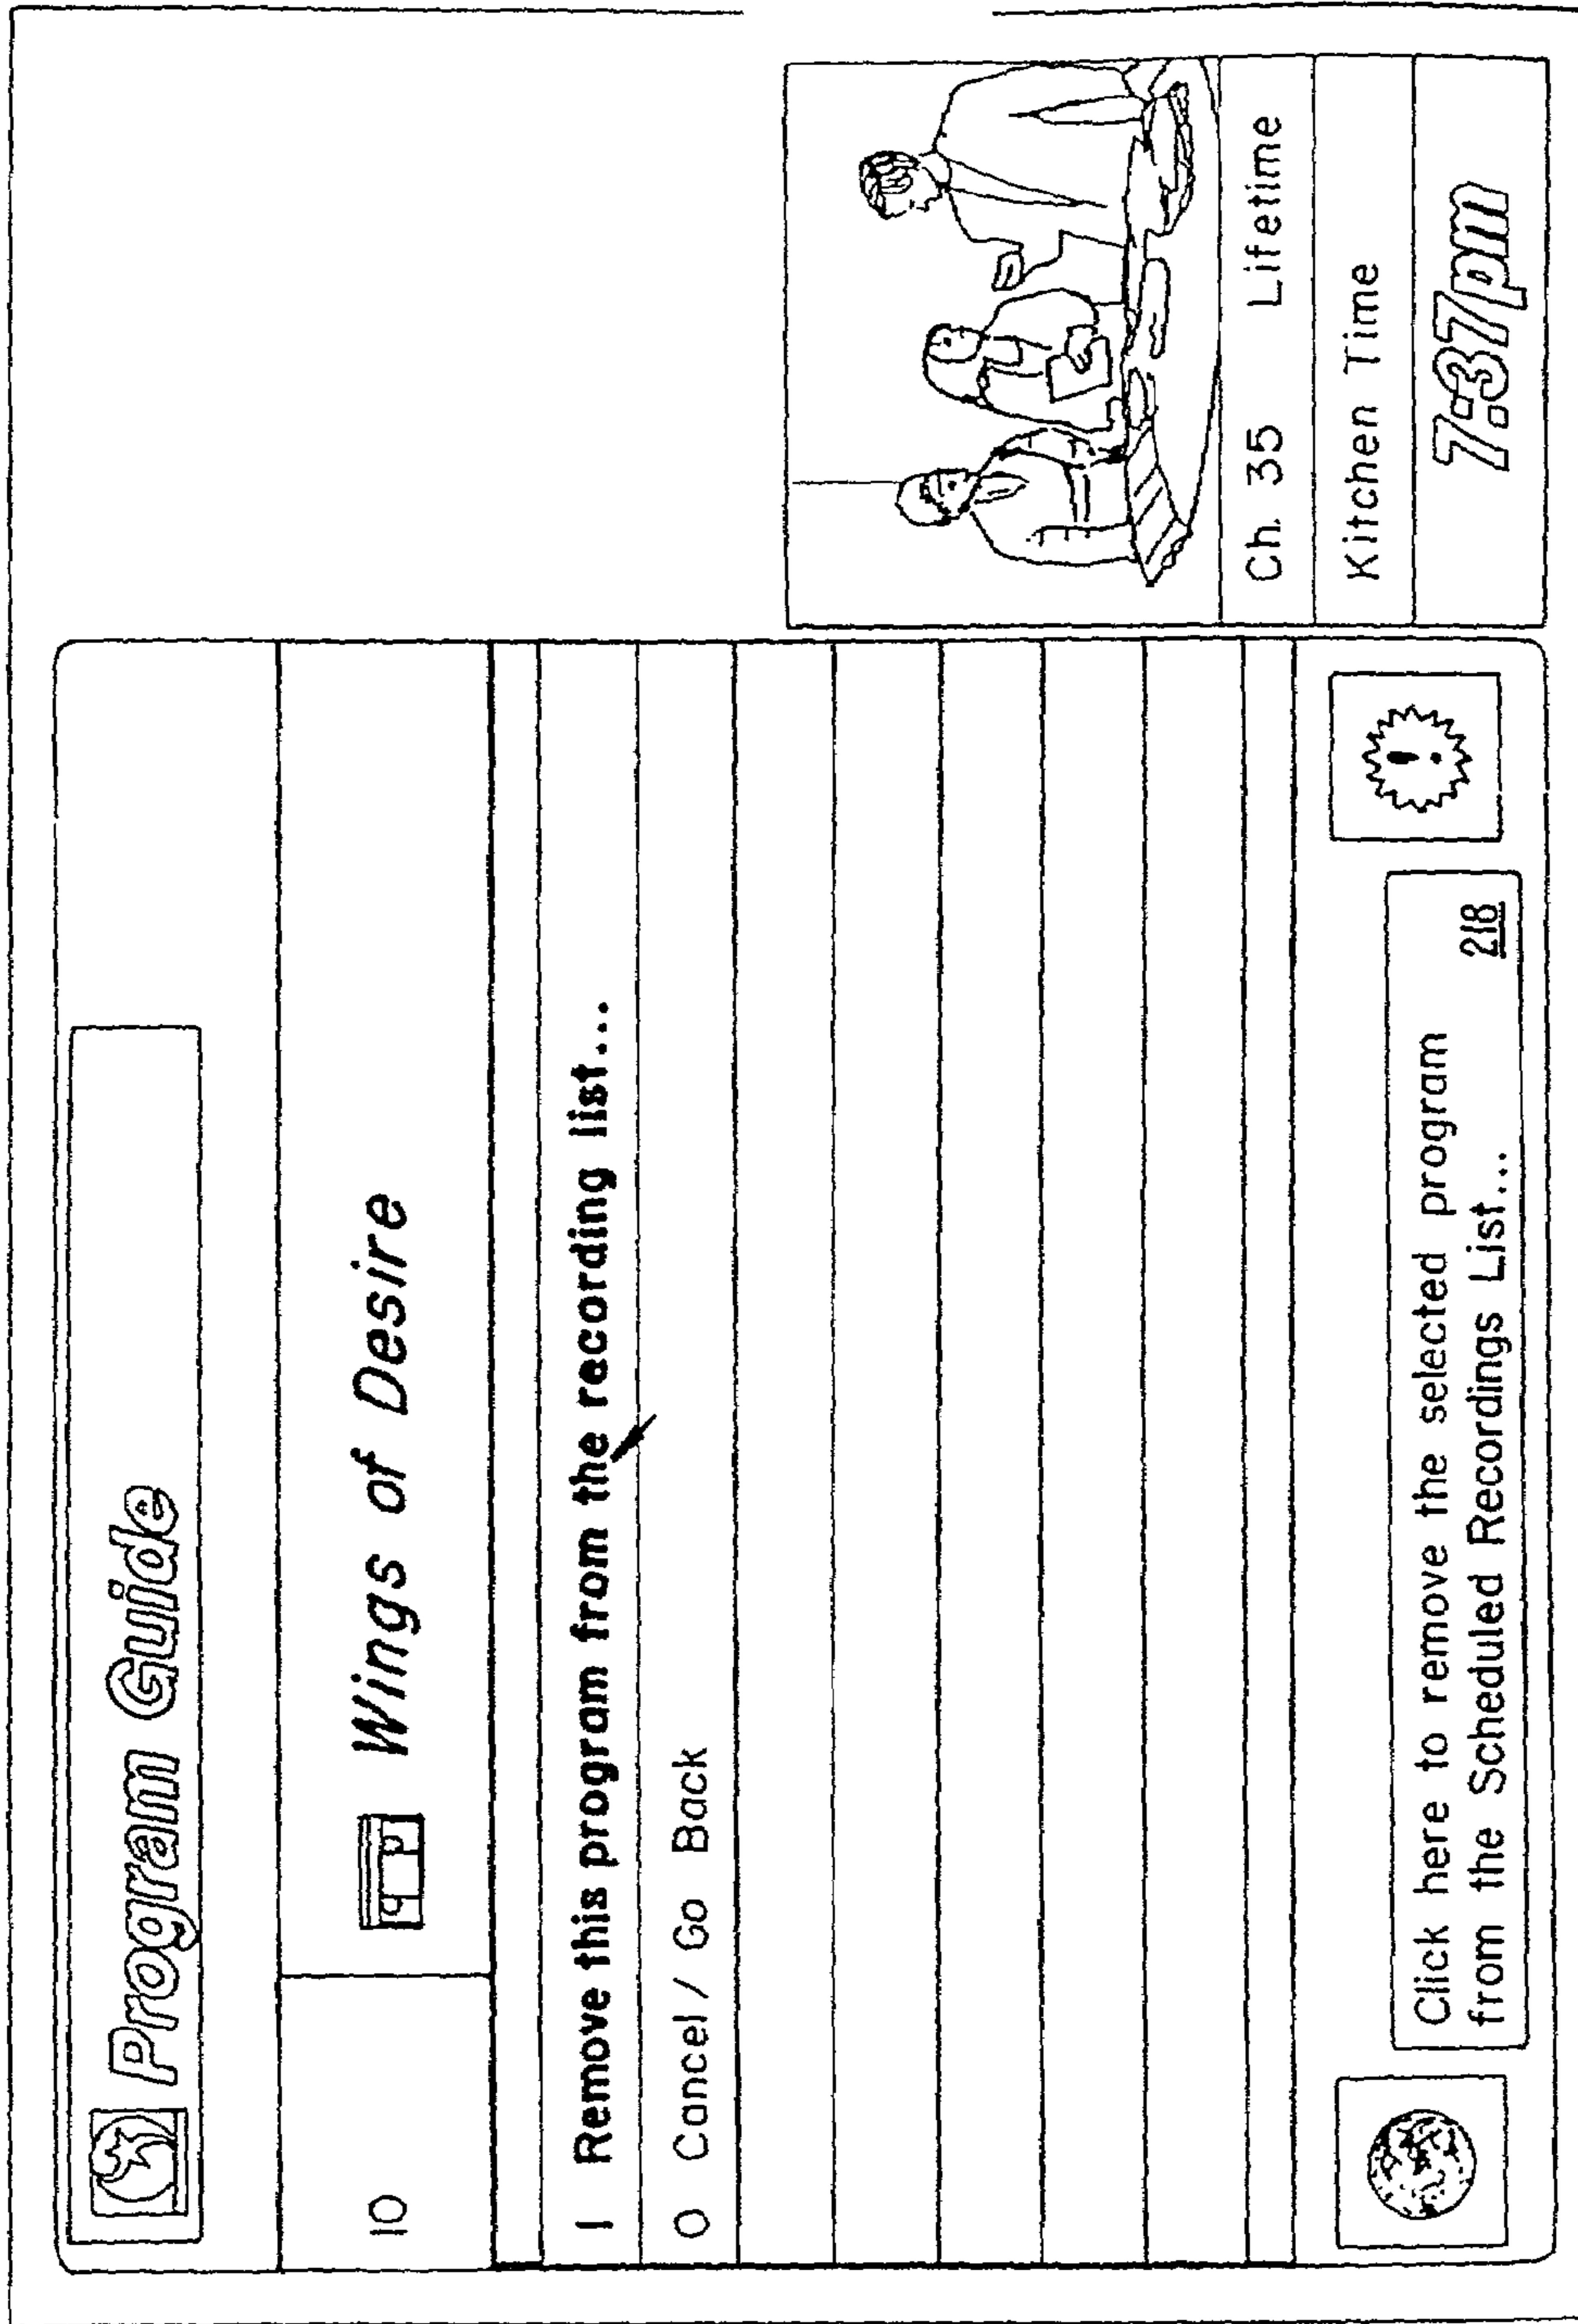 Program Guide
10 Wings of Desire
1 Remove this program from the recording list...
0 Cancel / Go Back
Click here to remove the selected program
from the Scheduled Recordings List...
218
Ch. 35 Lifetime
Kitchen Time
7:37pm